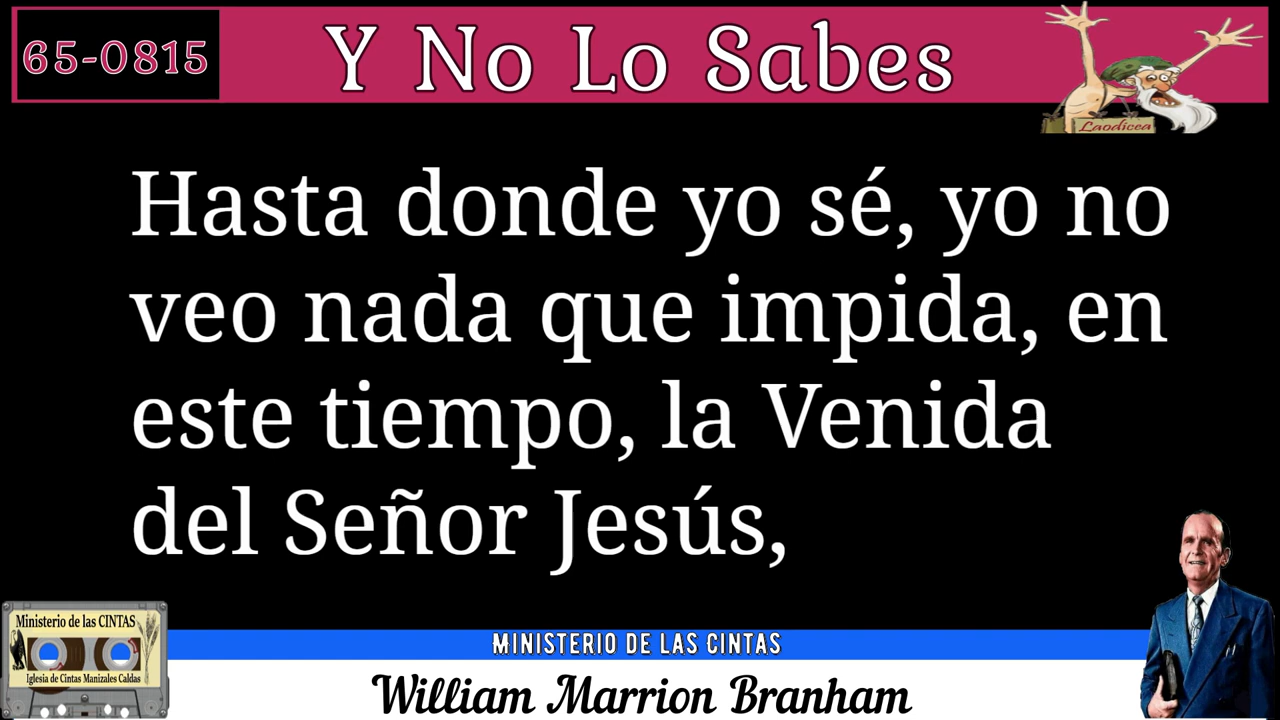 65-0815
Y No Lo Sabes
Laodicea
Hasta donde yo sé, yo no
veo nada que impida, en
este tiempo, la Venida
del Señor Jesús,
Ministerio de las CINTAS
Iglesia de Cintas Manizales Caldas
MINISTERIO DE LAS CINTAS
William Marrion Branham